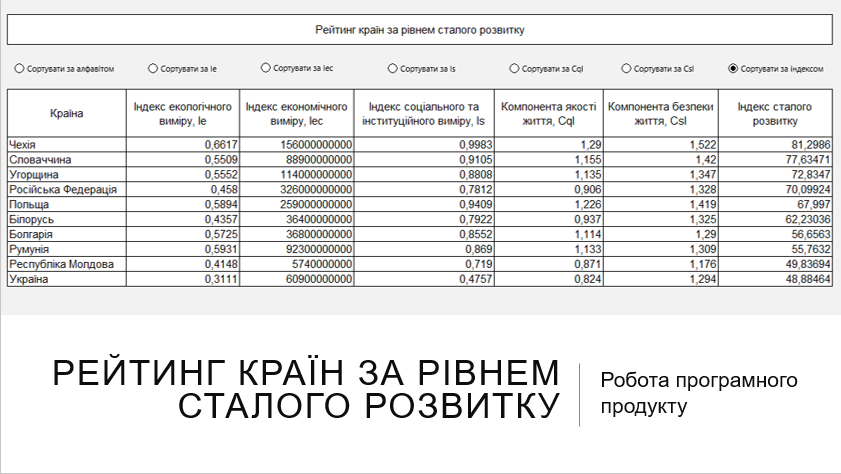 Рейтинг країн за рівнем сталого розвитку
Сортувати за алфавітом Сортувати за Ie Сортувати за Iec Сортувати за Is Сортувати за Cql Сортувати за Csl Сортувати за індексом
Країна Індекс екологічного виміру, Ie Індекс економічного виміру, Iec Індекс соціального та інституційного виміру, Is Компонента якості життя, Cql Компонента безпеки життя, Csl Індекс сталого розвитку
Чехія 0,6617 156000000000 0,9983 1,29 1,522 81,2986
Словаччина 0,5509 88900000000 0,9105 1,155 1,42 77,63471
Угорщина 0,5552 114000000000 0,8808 1,135 1,347 72,8347
Російська Федерація 0,458 326000000000 0,7812 0,906 1,328 70,09924
Польща 0,5894 259000000000 0,9409 1,226 1,419 67,997
Білорусь 0,4357 36400000000 0,7922 0,937 1,325 62,23036
Болгарія 0,5725 36800000000 0,8552 1,114 1,29 56,6563
Румунія 0,5931 92300000000 0,869 1,133 1,309 55,7632
Республіка Молдова 0,4148 5740000000 0,719 0,871 1,176 49,83694
Україна 0,3111 60900000000 0,4757 0,824 1,294 48,88464
РЕЙТИНГ КРАЇН ЗА РІВНЕМ
СТАЛОГО РОЗВИТКУ
Робота програмного
продукту